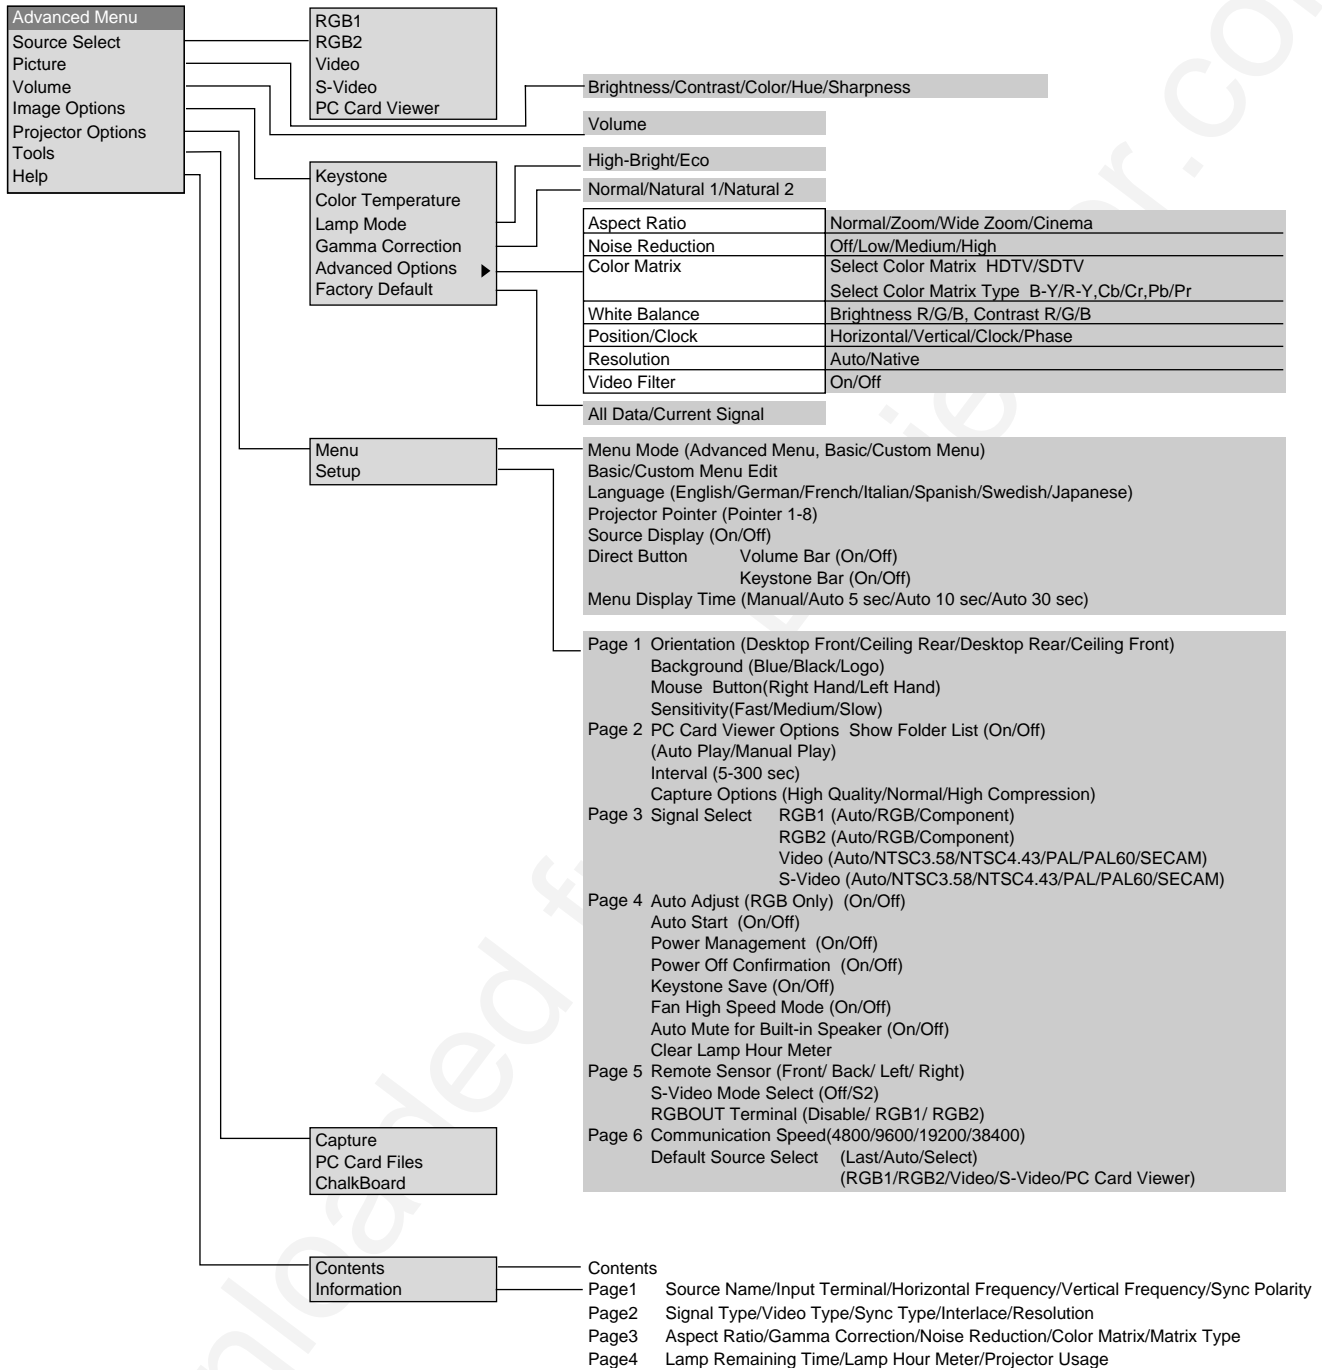 Advanced Menu
Source Select
Picture
Volume
Image Options
Projector Options
Tools
Help
RGB1
RGB2
Video
S-Video
PC Card Viewer
Brightness/Contrast/Color/Hue/Sharpness
Volume
High-Bright/Eco
Normal/Natural 1/Natural 2
Keystone
Color Temperature
Lamp Mode
Gamma Correction
Advanced Options
Factory Default
Aspect Ratio Normal/Zoom/Wide Zoom/Cinema
Noise Reduction Off/Low/Medium/High
Color Matrix Select Color Matrix HDTV/SDTV
Select Color Matrix Type B-Y/R-Y,Cb/Cr,Pb/Pr
White Balance Brightness R/G/B, Contrast R/G/B
Position/Clock Horizontal/Vertical/Clock/Phase
Resolution Auto/Native
Video Filter On/Off
All Data/Current Signal
Menu
Setup
Menu Mode (Advanced Menu, Basic/Custom Menu)
Basic/Custom Menu Edit
Language (English/German/French/Italian/Spanish/Swedish/Japanese)
Projector Pointer (Pointer 1-8)
Source Display (On/Off)
Direct Button Volume Bar (On/Off)
Keystone Bar (On/Off)
Menu Display Time (Manual/Auto 5 sec/Auto 10 sec/Auto 30 sec)
Page 1 Orientation (Desktop Front/Ceiling Rear/Desktop Rear/Ceiling Front)
Background (Blue/Black/Logo)
Mouse Button(Right Hand/Left Hand)
Sensitivity(Fast/Medium/Slow)
Page 2 PC Card Viewer Options Show Folder List (On/Off)
(Auto Play/Manual Play)
Interval (5-300 sec)
Capture Options (High Quality/Normal/High Compression)
Page 3 Signal Select RGB1 (Auto/RGB/Component)
RGB2 (Auto/RGB/Component)
Video (Auto/NTSC3.58/NTSC4.43/PAL/PAL60/SECAM)
S-Video (Auto/NTSC3.58/NTSC4.43/PAL/PAL60/SECAM)
Page 4 Auto Adjust (RGB Only) (On/Off)
Auto Start (On/Off)
Power Management (On/Off)
Power Off Confirmation (On/Off)
Keystone Save (On/Off)
Fan High Speed Mode (On/Off)
Auto Mute for Built-in Speaker (On/Off)
Clear Lamp Hour Meter
Page 5 Remote Sensor (Front/ Back/ Left/ Right)
S-Video Mode Select (Off/S2)
RGBOUT Terminal (Disable/ RGB1/ RGB2)
Page 6 Communication Speed(4800/9600/19200/38400)
Default Source Select (Last/Auto/Select)
(RGB1/RGB2/Video/S-Video/PC Card Viewer)
Capture
PC Card Files
ChalkBoard
Contents
Information
Contents
Page1 Source Name/Input Terminal/Horizontal Frequency/Vertical Frequency/Sync Polarity
Page2 Signal Type/Video Type/Sync Type/Interlace/Resolution
Page3 Aspect Ratio/Gamma Correction/Noise Reduction/Color Matrix/Matrix Type
Page4 Lamp Remaining Time/Lamp Hour Meter/Projector Usage